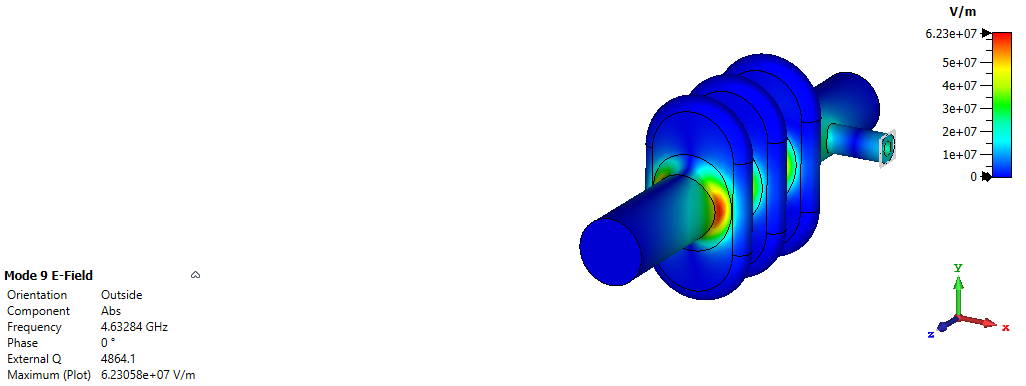 V/m
6.23e+07
5e+07
4e+07
3e+07
2e+07
1e+07
0
Mode 9 E-Field
Orientation Outside
Component Abs
Frequency 4.63284 GHz
Phase 0 °
External Q 4864.1
Maximum (Plot) 6.23058e+07 V/m
Y
x
z